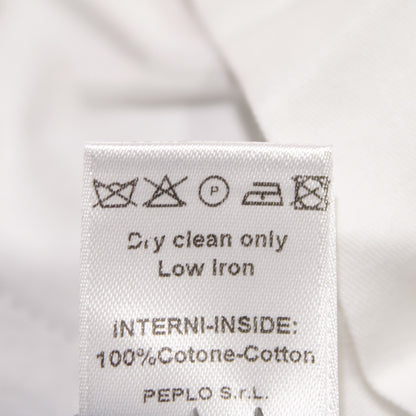 P
Dry clean only
Low Iron
INTERNI-INSIDE:
100%Cotone-Cotton
PEPLO S.r.L.